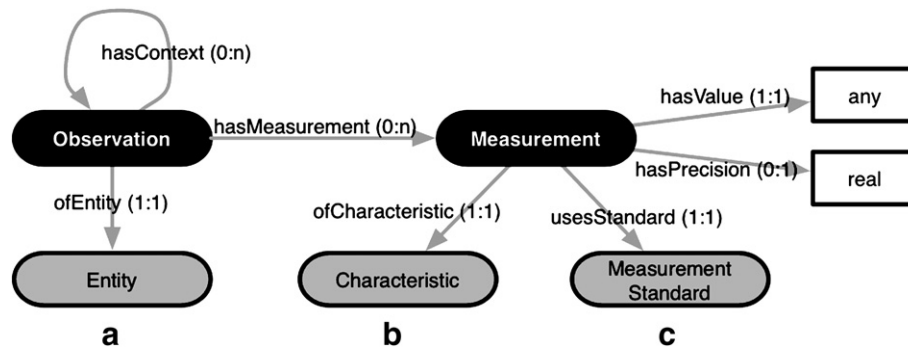 hasContext (0:n)
hasValue (1:1)
any
Observation
hasMeasurement (0:n)
Measurement
hasPrecision (0:1)
real
ofEntity (1:1)
ofCharacteristic (1:1)
usesStandard (1:1)
Entity
Characteristic
Measurement
Standard
a
b
c